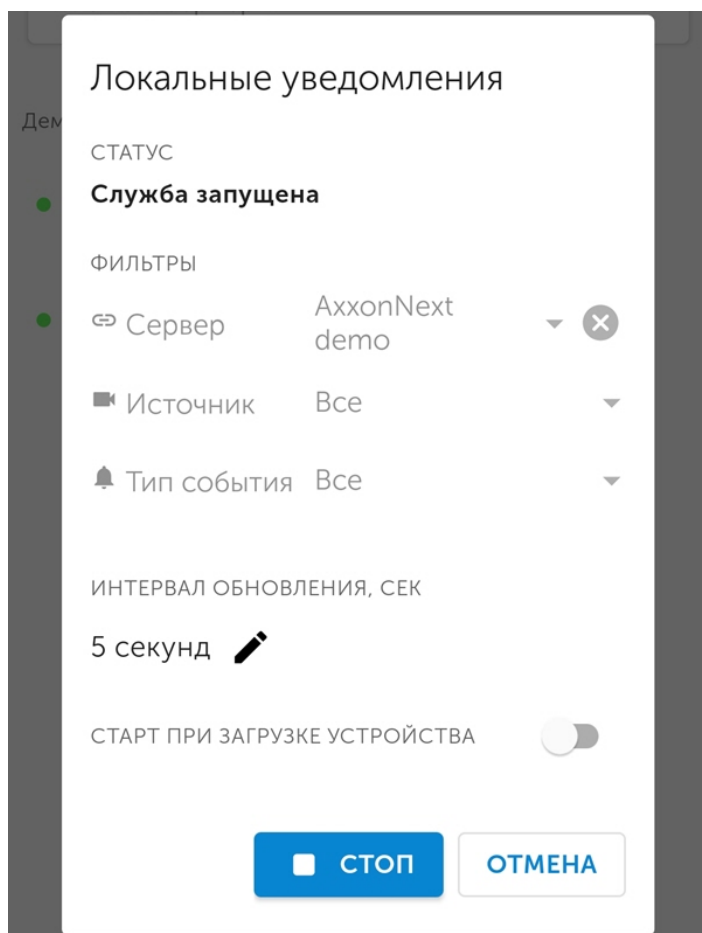 Локальные уведомления
Дем
СТАТУС
Служба запущена
ФИЛЬТРЫ
Сервер AxxonNext demo
Источник Все
Тип события Все
ИНТЕРВАЛ ОБНОВЛЕНИЯ, СЕК
5 секунд
СТАРТ ПРИ ЗАГРУЗКЕ УСТРОЙСТВА
СТОП ОТМЕНА